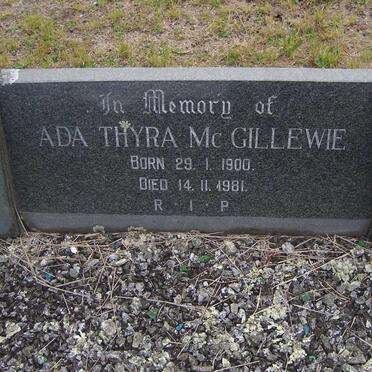 In Memory of
ADA THYRA Mc GILLEWIE
BORN 29. 1. 1900.
DIED 14. 11. 1981.
R · I · P